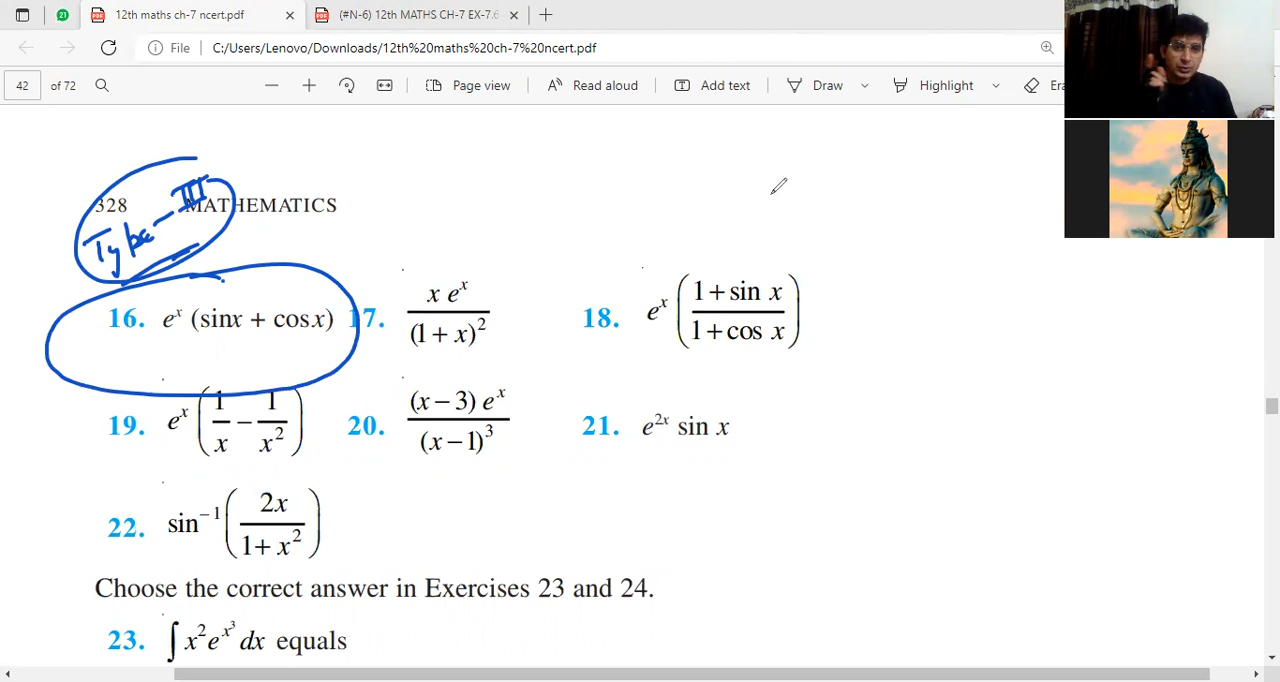 12th maths ch-7 ncert.pdf
(#N-6) 12th MATHS CH-7 EX-7.6
File C:/Users/Lenovo/Downloads/12th%20maths%20ch-7%20ncert.pdf
42 of 72 Page view Read aloud Add text Draw Highlight Era
328 MATHEMATICS
Type - III
16. e^x (sinx + cosx) 17. x e^x / (1 + x)^2 18. e^x ( (1 + sin x) / (1 + cos x) )
19. e^x ( 1/x − 1/x^2 ) 20. (x − 3) e^x / (x − 1)^3 21. e^2x sin x
22. sin^−1 ( 2x / (1 + x^2) )
Choose the correct answer in Exercises 23 and 24.
23. ∫ x^2 e^x^3 dx equals